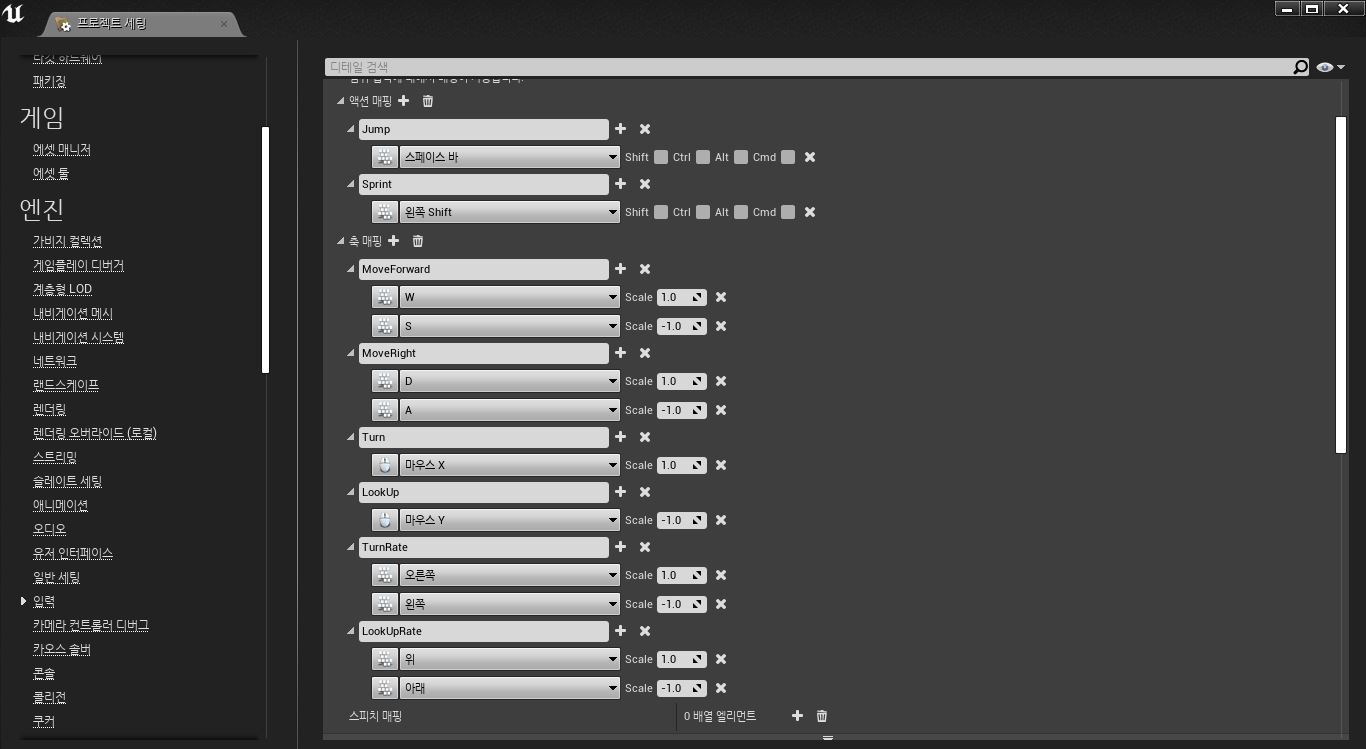 프로젝트 세팅
타깃 하드웨어
패키징
게임
에셋 매니저
에셋 툴
엔진
가비지 컬렉션
게임플레이 디버거
계층형 LOD
내비게이션 메시
내비게이션 시스템
네트워크
랜드스케이프
렌더링
렌더링 오버라이드 (로컬)
스트리밍
슬레이트 세팅
애니메이션
오디오
유저 인터페이스
일반 세팅
입력
카메라 컨트롤러 디버그
카오스 솔버
콘솔
콜리전
쿠커
디테일 검색
액션 매핑
Jump
스페이스 바 Shift Ctrl Alt Cmd
Sprint
왼쪽 Shift Shift Ctrl Alt Cmd
축 매핑
MoveForward
W Scale 1.0
S Scale -1.0
MoveRight
D Scale 1.0
A Scale -1.0
Turn
마우스 X Scale 1.0
LookUp
마우스 Y Scale -1.0
TurnRate
오른쪽 Scale 1.0
왼쪽 Scale -1.0
LookUpRate
위 Scale 1.0
아래 Scale -1.0
스피치 매핑 0 배열 엘리먼트